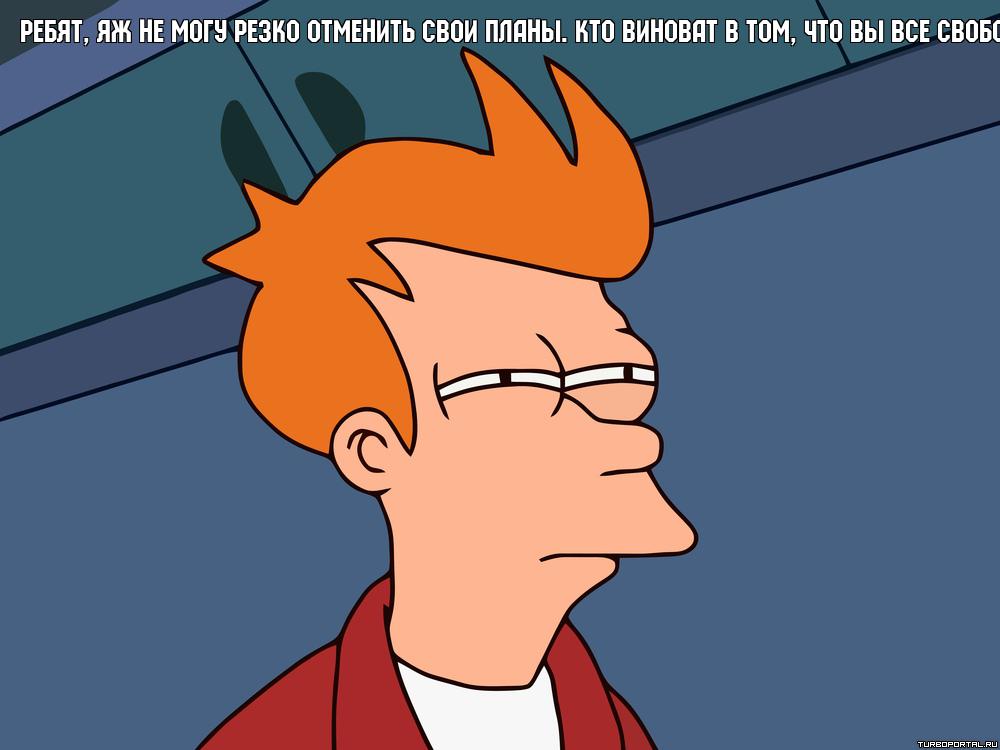 РЕБЯТ, ЯЖ НЕ МОГУ РЕЗКО ОТМЕНИТЬ СВОИ ПЛАНЫ. КТО ВИНОВАТ В ТОМ, ЧТО ВЫ ВСЕ СВОБО
TURBOPORTAL.RU